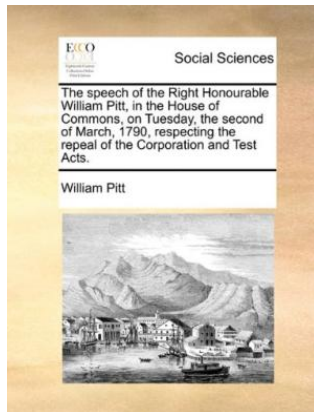 ECCO
Social Sciences
The speech of the Right Honourable
William Pitt, in the House of
Commons, on Tuesday, the second
of March, 1790, respecting the
repeal of the Corporation and Test
Acts.
William Pitt